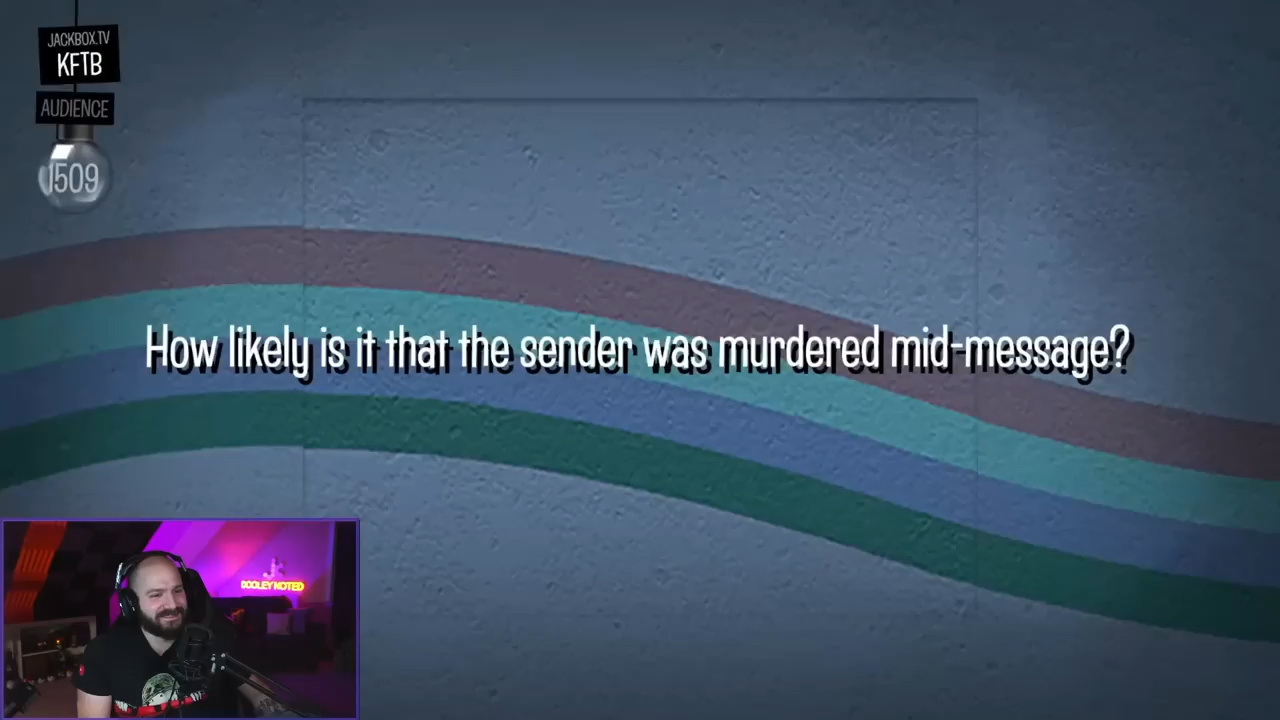 JACKBOX.TV
KFTB
AUDIENCE
1509
How likely is it that the sender was murdered mid-message?
DOOLEY NOTED